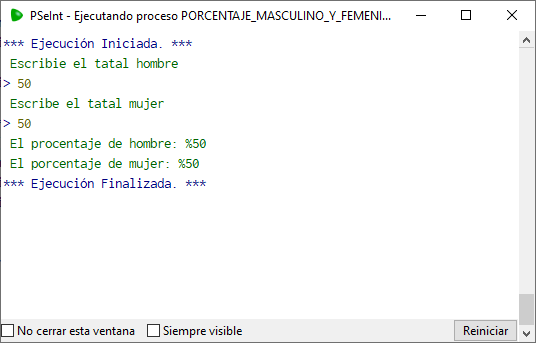 PSeInt - Ejecutando proceso PORCENTAJE_MASCULINO_Y_FEMENI...
*** Ejecución Iniciada. ***
Escribie el tatal hombre
> 50
Escribe el tatal mujer
> 50
El procentaje de hombre: %50
El porcentaje de mujer: %50
*** Ejecución Finalizada. ***
No cerrar esta ventana Siempre visible Reiniciar